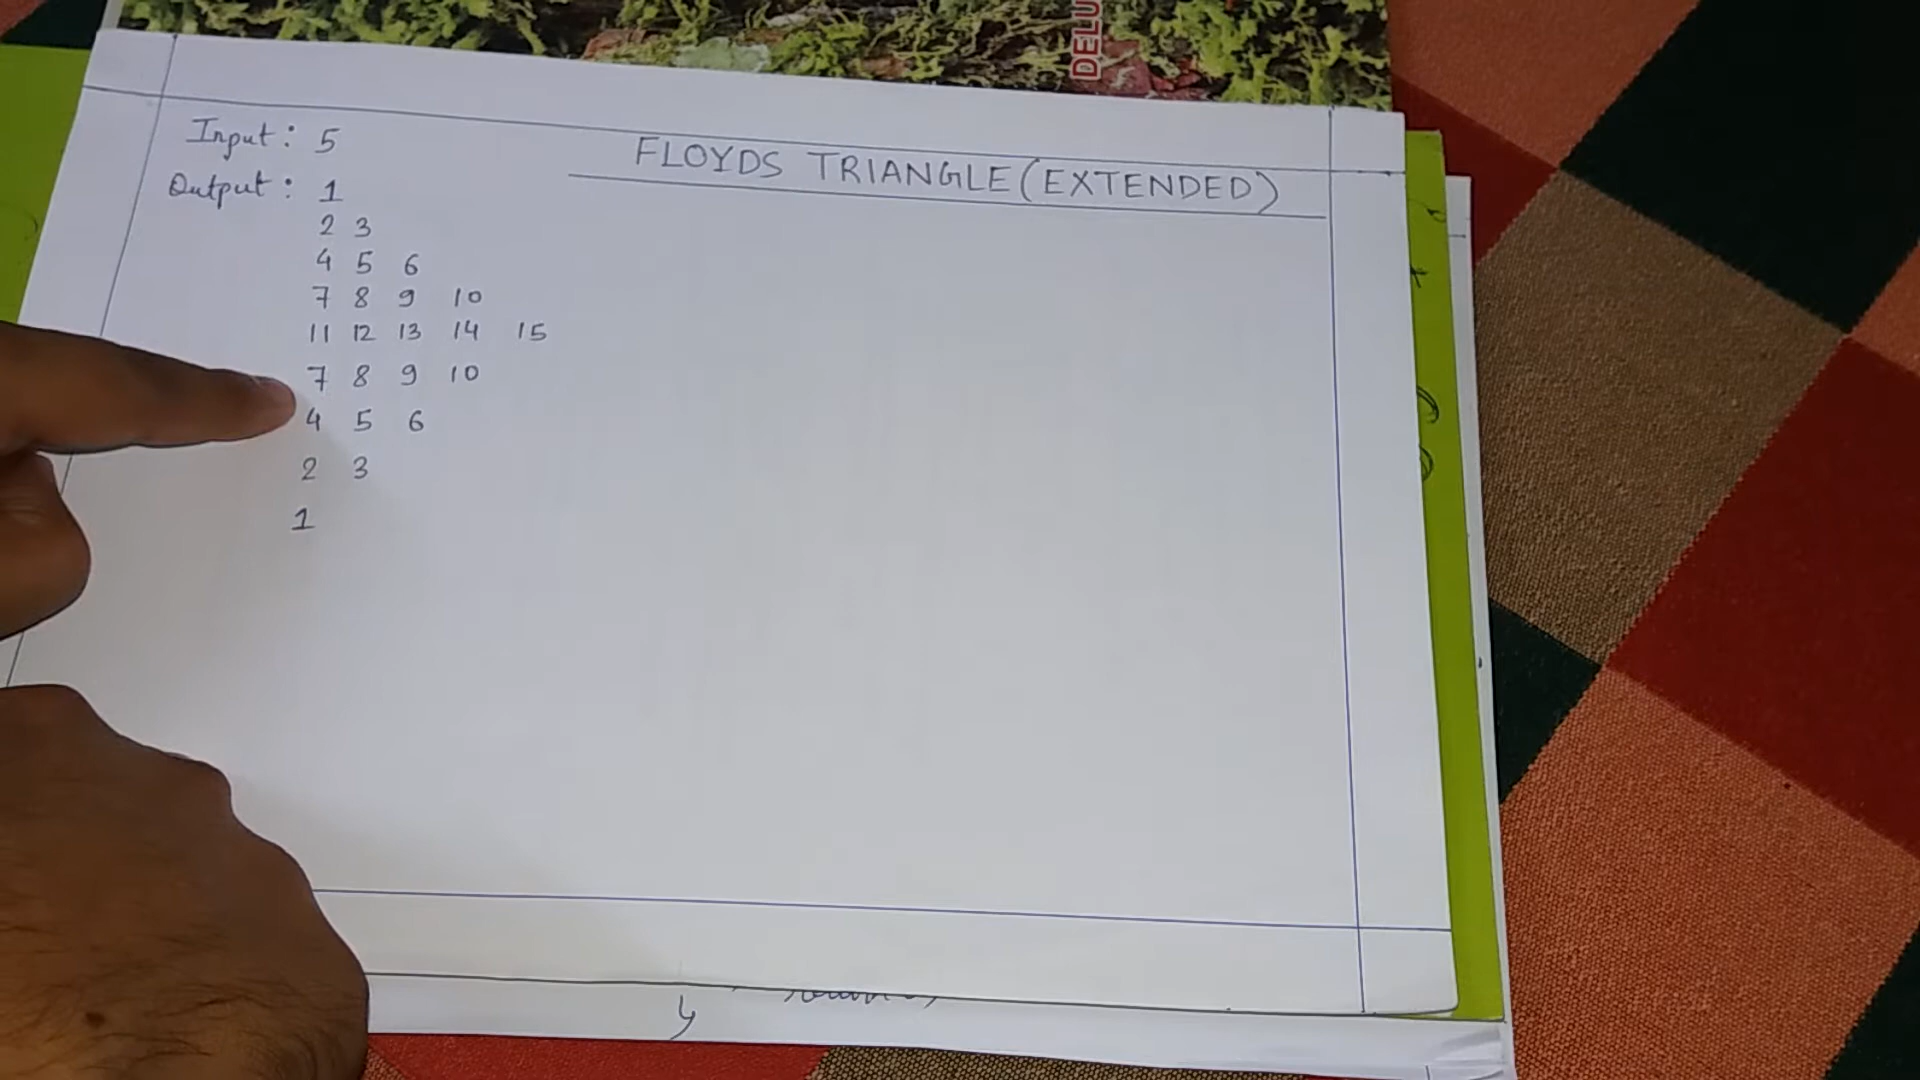 DELU
FLOYDS TRIANGLE (EXTENDED)
Input: 5
Output: 1
2 3
4 5 6
7 8 9 10
11 12 13 14 15
7 8 9 10
4 5 6
2 3
1